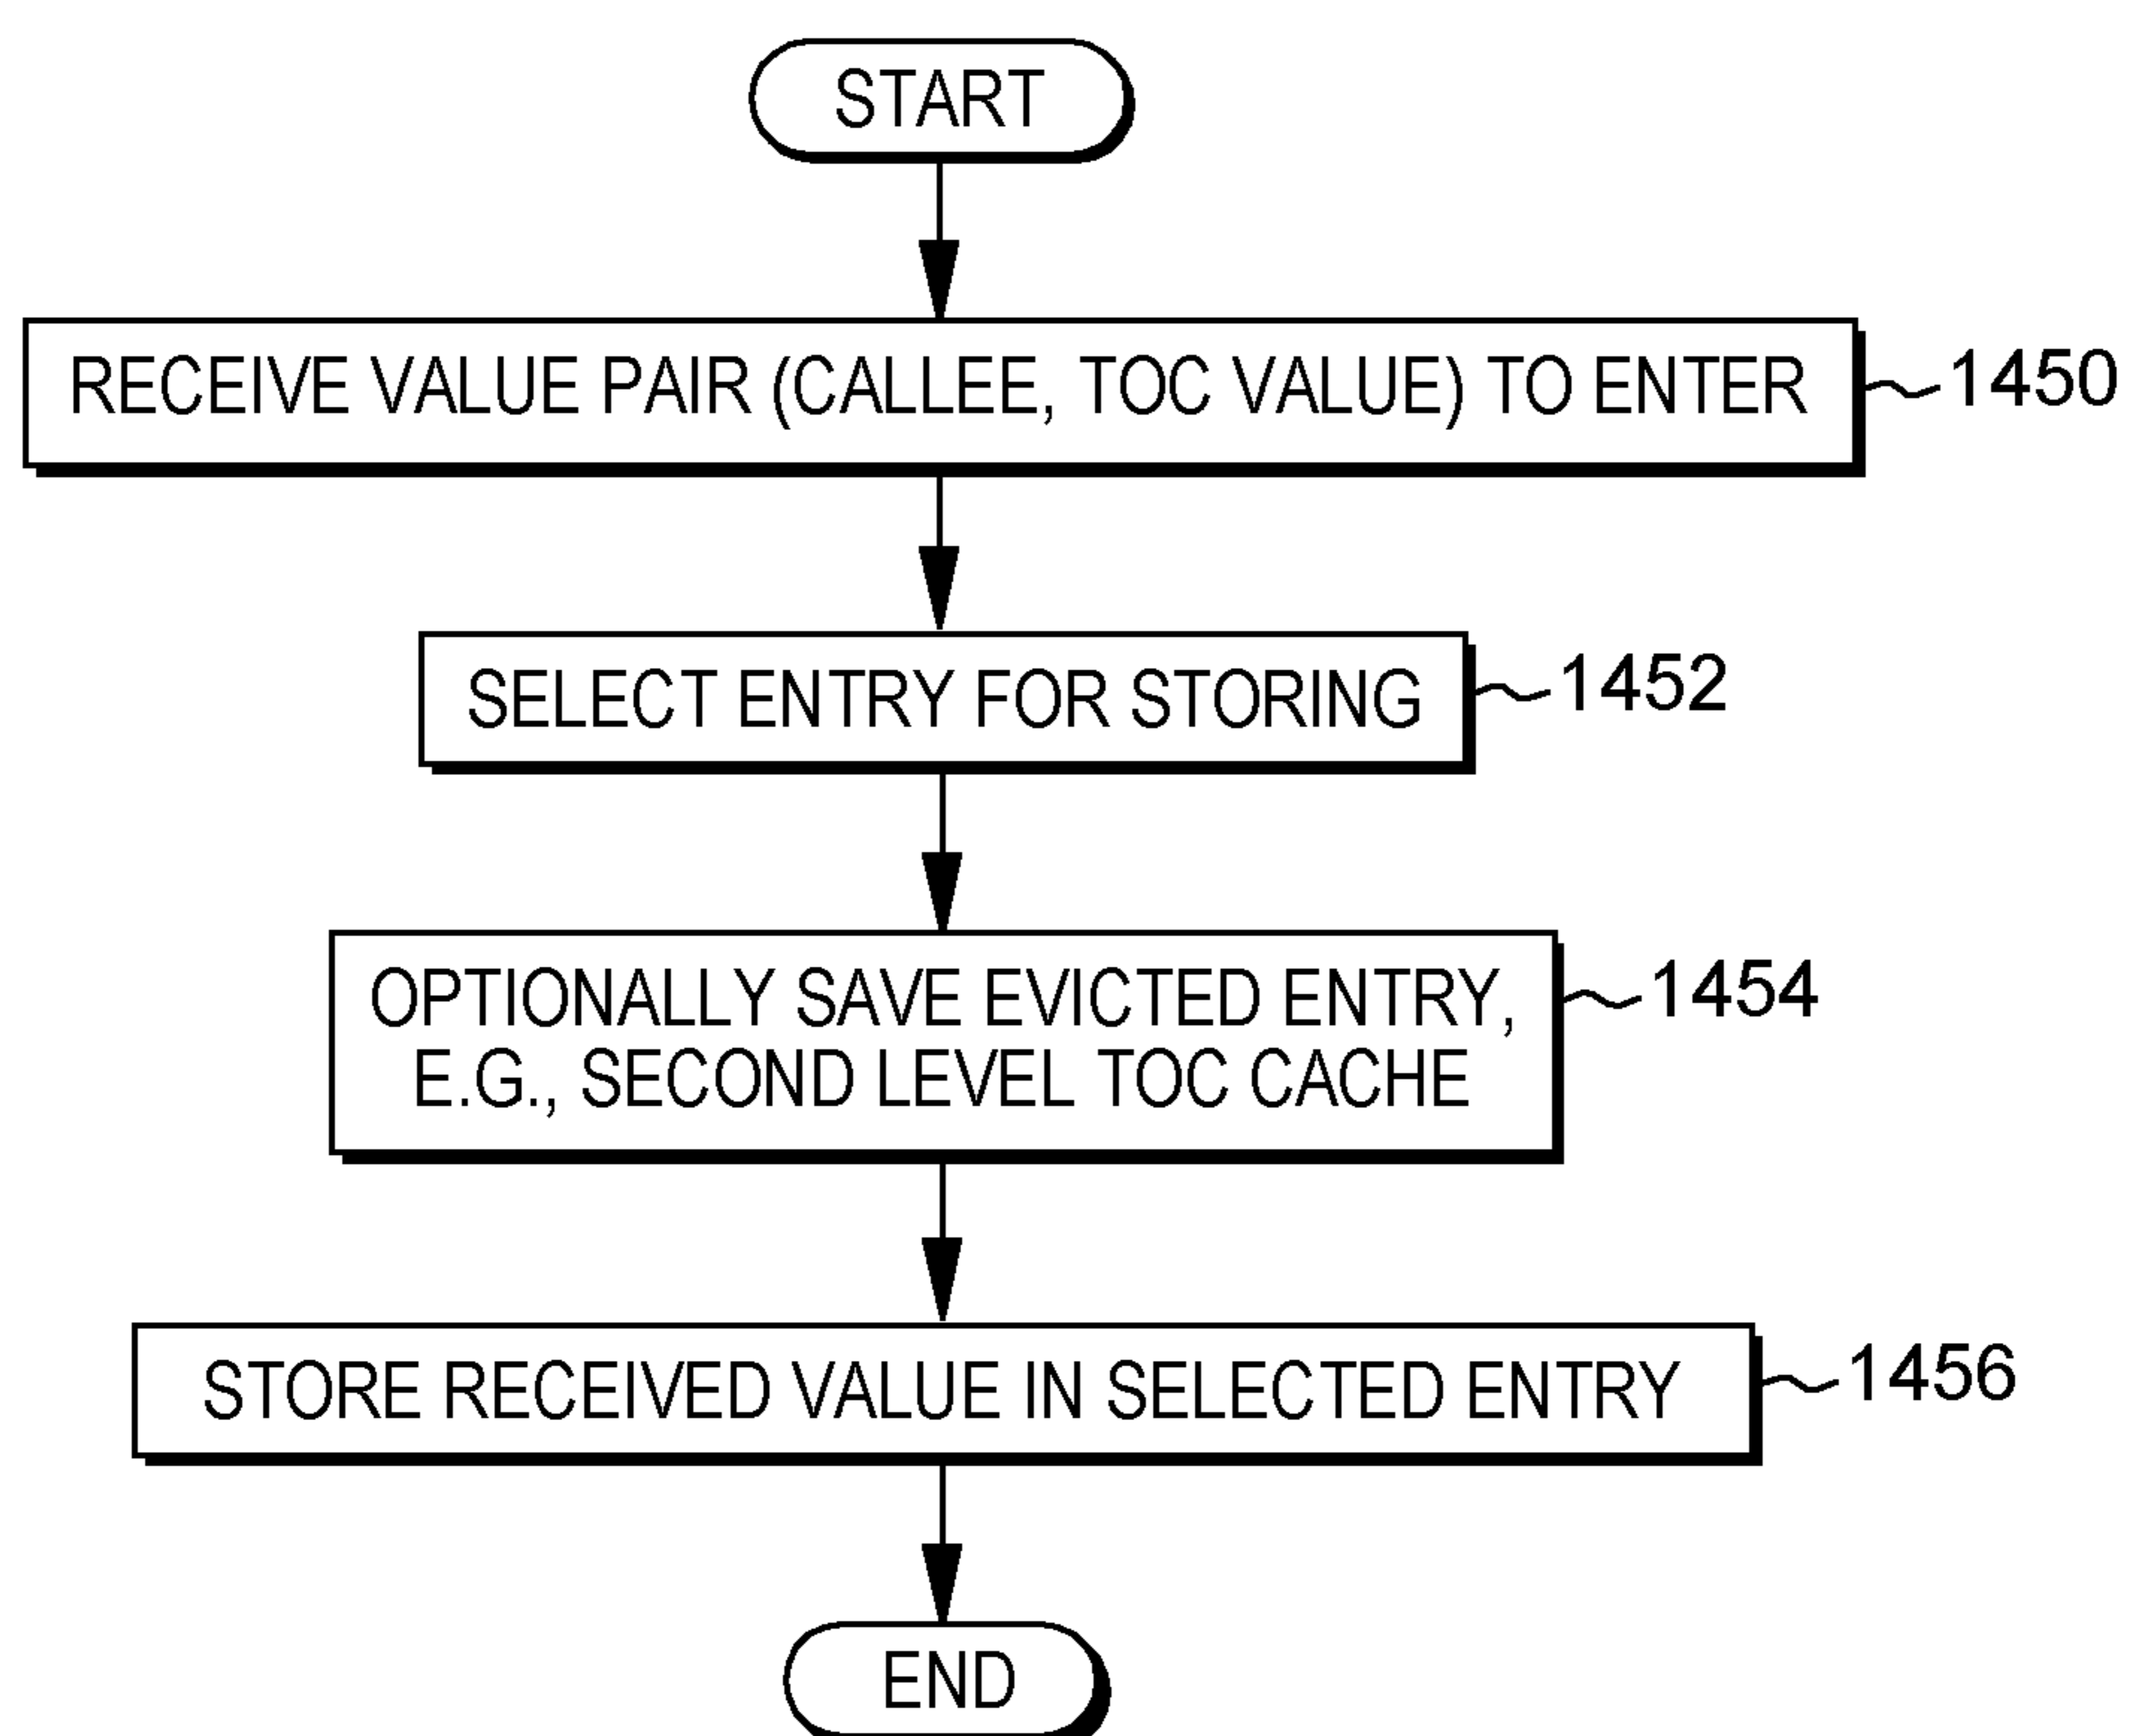 START
RECEIVE VALUE PAIR (CALLEE, TOC VALUE) TO ENTER
1450
SELECT ENTRY FOR STORING
1452
OPTIONALLY SAVE EVICTED ENTRY,
E.G., SECOND LEVEL TOC CACHE
1454
STORE RECEIVED VALUE IN SELECTED ENTRY
1456
END